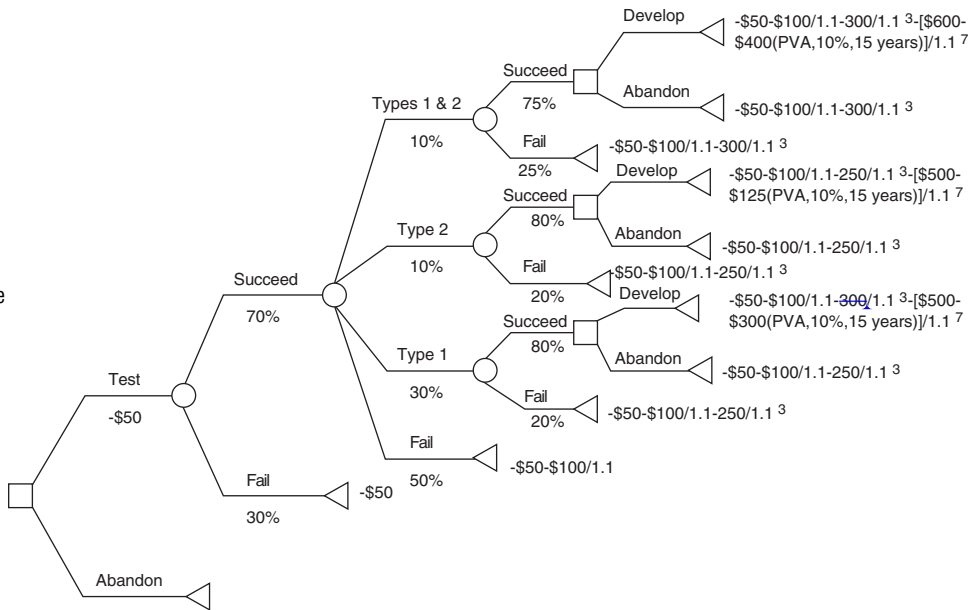 Develop
-$50-$100/1.1-300/1.1 3-[$600-
$400(PVA,10%,15 years)]/1.1 7
Succeed
75%
Abandon
-$50-$100/1.1-300/1.1 3
Types 1 & 2
10%
Fail
25%
-$50-$100/1.1-300/1.1 3
Develop
-$50-$100/1.1-250/1.1 3-[$500-
$125(PVA,10%,15 years)]/1.1 7
Succeed
80%
Abandon
-$50-$100/1.1-250/1.1 3
Type 2
10%
Fail
20%
-$50-$100/1.1-250/1.1 3
Succeed
70%
e
Develop
-$50-$100/1.1-300/1.1 3-[$500-
$300(PVA,10%,15 years)]/1.1 7
Succeed
80%
Abandon
-$50-$100/1.1-250/1.1 3
Type 1
30%
Fail
20%
-$50-$100/1.1-250/1.1 3
Test
-$50
Fail
50%
-$50-$100/1.1
Fail
30%
-$50
Abandon